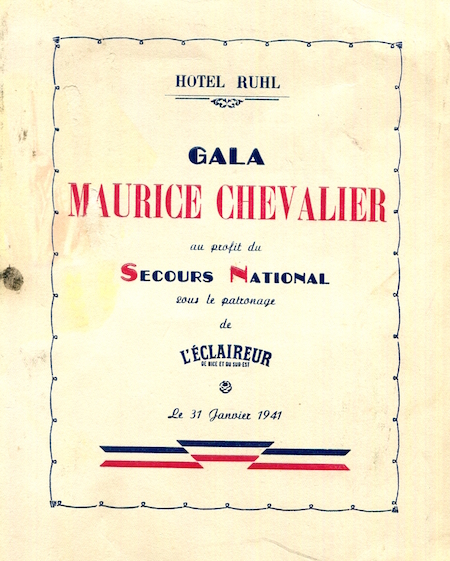 HOTEL RUHL
GALA
MAURICE CHEVALIER
au profit du
SECOURS NATIONAL
sous le patronage
de
L'ÉCLAIREUR
DE NICE ET DU SUD EST
Le 31 Janvier 1941